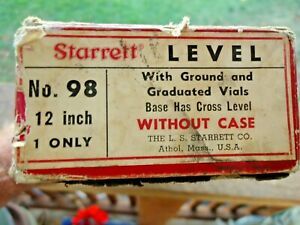 Starrett LEVEL
No. 98
12 inch
1 ONLY
With Ground and
Graduated Vials
Base Has Cross Level
WITHOUT CASE
THE L. S. STARRETT CO.
Athol, Mass., U.S.A.